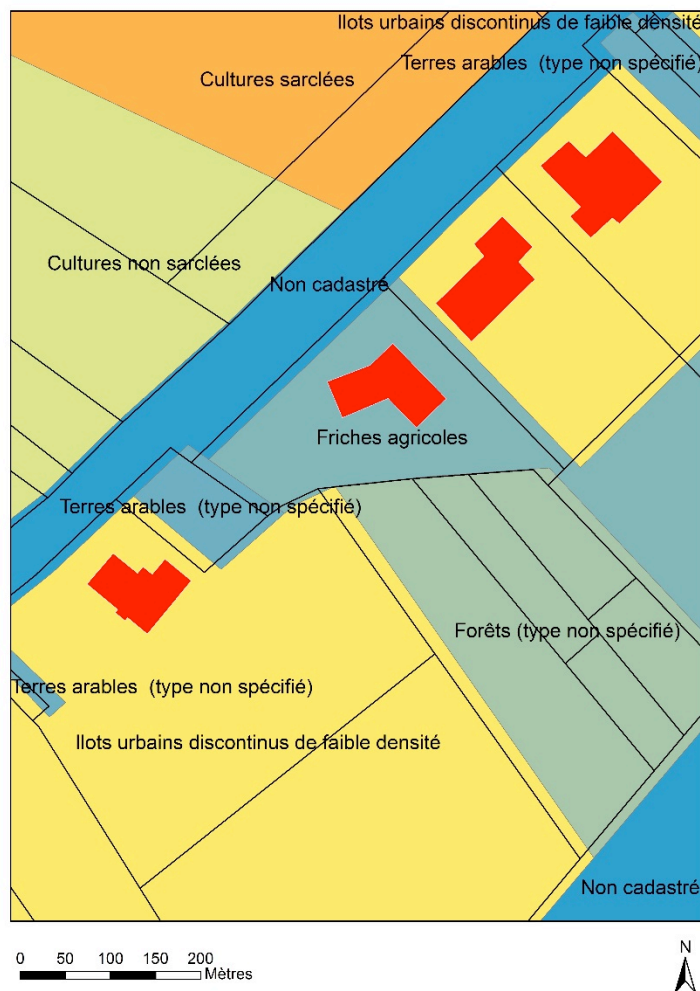 Ilots urbains discontinus de faible densité
Terres arables (type non spécifié)
Cultures sarclées
Cultures non sarclées
Non cadastré
Friches agricoles
Terres arables (type non spécifié)
Forêts (type non spécifié)
Terres arables (type non spécifié)
Ilots urbains discontinus de faible densité
Non cadastré
0 50 100 150 200
Mètres
N